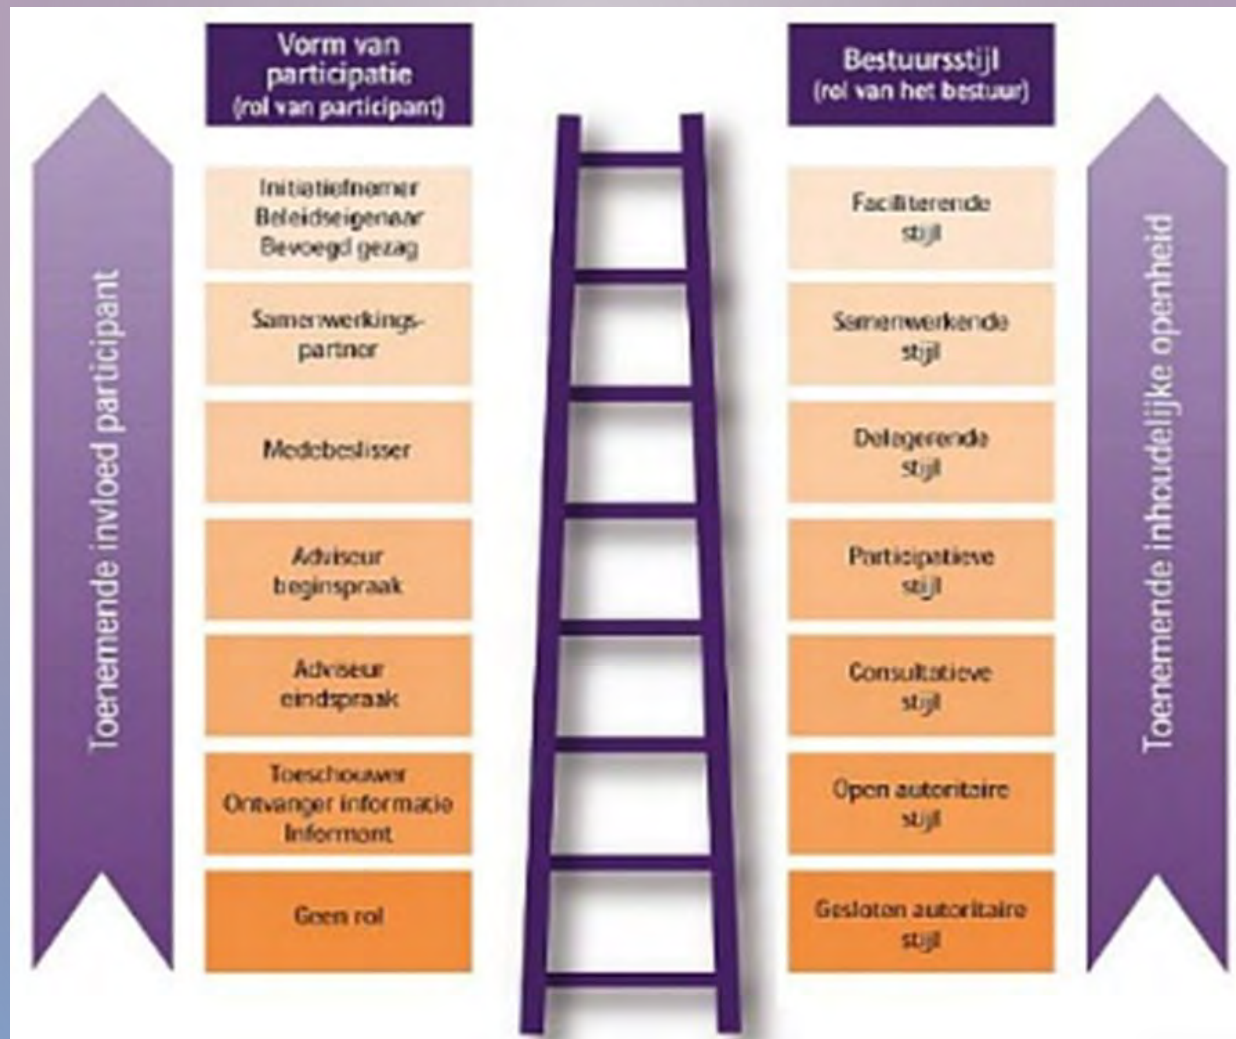 Vorm van
participatie
(rol van participant)
Bestuursstijl
(rol van het bestuur)
Toenemende invloed participant
Initiatiefnemer
Beleidseigenaar
Bevoegd gezag
Faciliterende
stijl
Samenwerkings-
partner
Samenwerkende
stijl
Medebeslisser
Delegerende
stijl
Adviseur
beginspraak
Participatieve
stijl
Adviseur
eindspraak
Consultatieve
stijl
Toeschouwer
Ontvanger informatie
Informant
Open autoritaire
stijl
Geen rol
Gesloten autoritaire
stijl
Toenemende inhoudelijke openheid